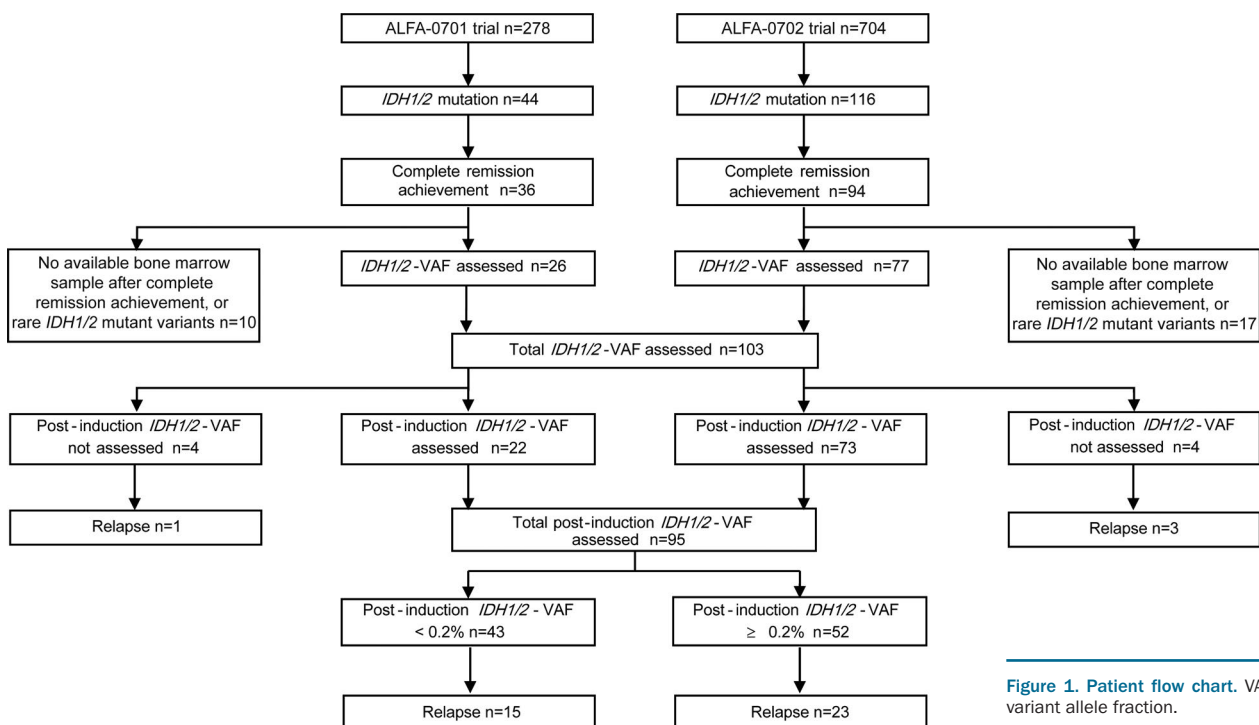 ALFA-0701 trial n=278
ALFA-0702 trial n=704
IDH1/2 mutation n=44
IDH1/2 mutation n=116
Complete remission
achievement n=36
Complete remission
achievement n=94
No available bone marrow
sample after complete
remission achievement, or
rare IDH1/2 mutant variants n=10
IDH1/2-VAF assessed n=26
IDH1/2-VAF assessed n=77
No available bone marrow
sample after complete
remission achievement, or
rare IDH1/2 mutant variants n=17
Total IDH1/2-VAF assessed n=103
Post-induction IDH1/2-VAF
not assessed n=4
Post-induction IDH1/2-VAF
assessed n=22
Post-induction IDH1/2-VAF
assessed n=73
Post-induction IDH1/2-VAF
not assessed n=4
Relapse n=1
Total post-induction IDH1/2-VAF
assessed n=95
Relapse n=3
Post-induction IDH1/2-VAF
< 0.2% n=43
Post-induction IDH1/2-VAF
≥ 0.2% n=52
Relapse n=15
Relapse n=23
Figure 1. Patient flow chart.
variant allele fraction.